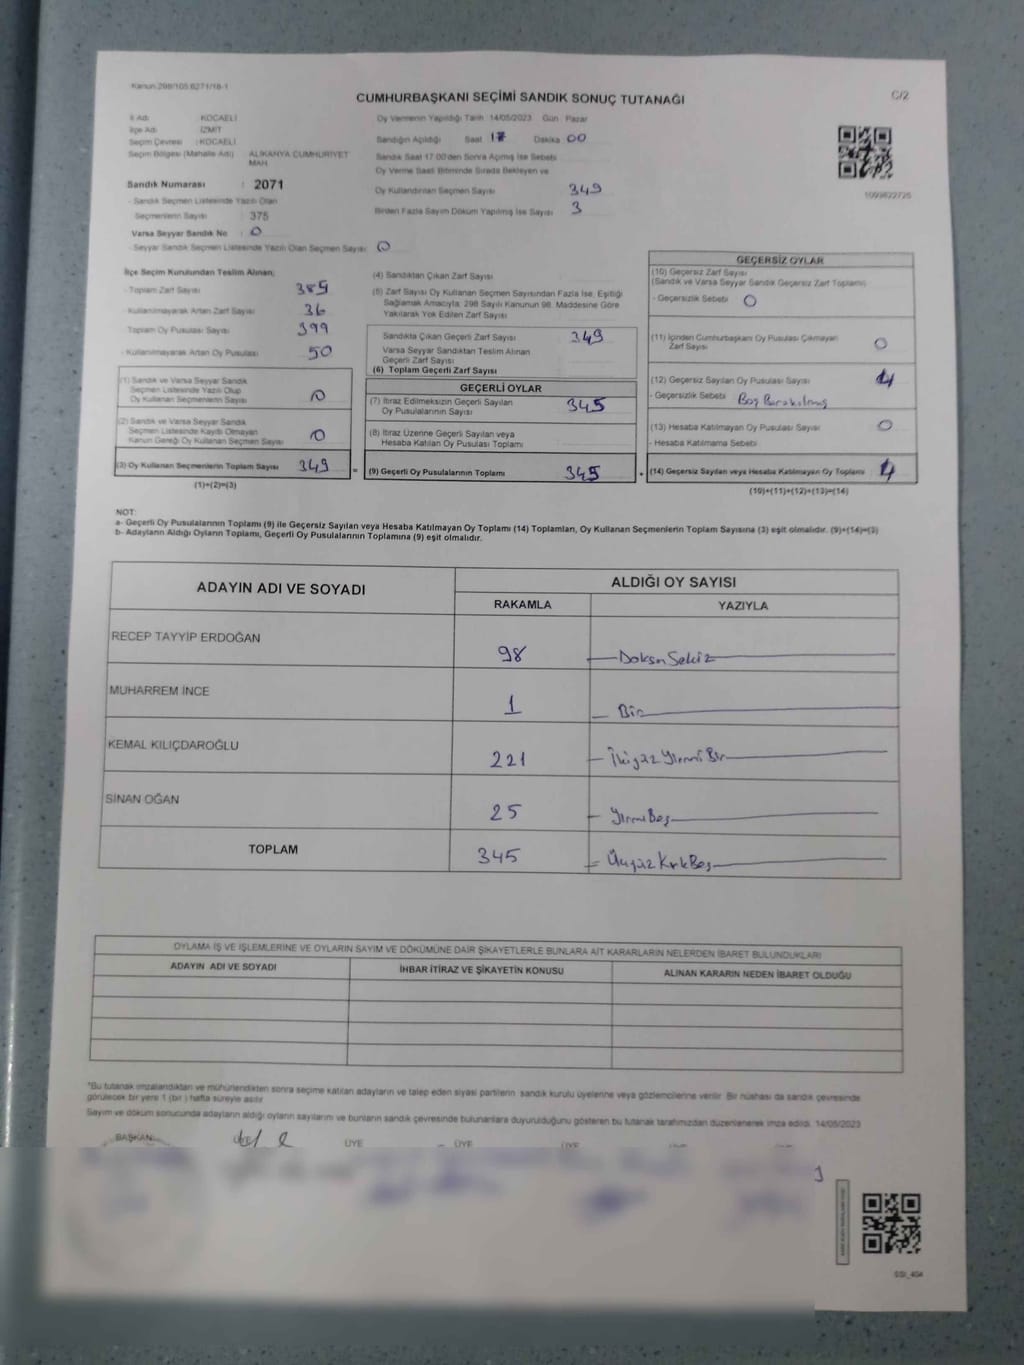 Kanun:298/105:6271/18-1
CUMHURBAŞKANI SEÇİMİ SANDIK SONUÇ TUTANAĞI
C/2
İl Adı : KOCAELİ
İlçe Adı : İZMİT
Seçim Çevresi : KOCAELİ
Seçim Bölgesi (Mahalle Adı) : ALİKAHYA CUMHURİYET
MAH.
Sandık Numarası : 2071
- Sandık Seçmen Listesinde Yazılı Olan
Seçmenlerin Sayısı : 375
Varsa Seyyar Sandık No : 0
- Seyyar Sandık Seçmen Listesinde Yazılı Olan Seçmen Sayısı: 0
Oy Vermenin Yapıldığı Tarih 14/05/2023 Gün : Pazar
Sandığın Açıldığı Saat 17 Dakika 00
Sandık Saat 17.00'den Sonra Açılmış İse Sebebi
Oy Verme Saati Bitiminde Sırada Bekleyen ve
Oy Kullandırılan Seçmen Sayısı 349
Birden Fazla Sayım Döküm Yapılmış İse Sayısı 3
1099822726
İlçe Seçim Kurulundan Teslim Alınan;
- Toplam Zarf Sayısı 385
- Kullanılmayarak Artan Zarf Sayısı 36
Toplam Oy Pusulası Sayısı 399
- Kullanılmayarak Artan Oy Pusulası 50
(1) Sandık ve Varsa Seyyar Sandık
Seçmen Listesinde Yazılı Olup
Oy Kullanan Seçmenlerin Sayısı 0
(2) Sandık ve Varsa Seyyar Sandık
Seçmen Listesinde Kayıtlı Olmayan
Kanun Gereği Oy Kullanan Seçmen Sayısı 0
(3) Oy Kullanan Seçmenlerin Toplam Sayısı 349
(1)+(2)=(3)
=
(4) Sandıktan Çıkan Zarf Sayısı
(5) Zarf Sayısı Oy Kullanan Seçmen Sayısından Fazla İse, Eşitliği
Sağlamak Amacıyla; 298 Sayılı Kanunun 98. Maddesine Göre
Yakılarak Yok Edilen Zarf Sayısı
Sandıkta Çıkan Geçerli Zarf Sayısı 349
Varsa Seyyar Sandıktan Teslim Alınan
Geçerli Zarf Sayısı
(6) Toplam Geçerli Zarf Sayısı
GEÇERLİ OYLAR
(7) İtiraz Edilmeksizin Geçerli Sayılan
Oy Pusulalarının Sayısı 345
(8) İtiraz Üzerine Geçerli Sayılan veya
Hesaba Katılan Oy Pusulası Toplamı
(9) Geçerli Oy Pusulalarının Toplamı 345
+
GEÇERSİZ OYLAR
(10) Geçersiz Zarf Sayısı
(Sandık ve Varsa Seyyar Sandık Geçersiz Zarf Toplamı)
- Geçersizlik Sebebi 0
(11) İçinden Cumhurbaşkanı Oy Pusulası Çıkmayan
Zarf Sayısı 0
(12) Geçersiz Sayılan Oy Pusulası Sayısı 4
- Geçersizlik Sebebi Boş Bırakılmış
(13) Hesaba Katılmayan Oy Pusulası Sayısı 0
- Hesaba Katılmama Sebebi
(14) Geçersiz Sayılan veya Hesaba Katılmayan Oy Toplamı 4
(10)+(11)+(12)+(13)=(14)
NOT:
a- Geçerli Oy Pusulalarının Toplamı (9) ile Geçersiz Sayılan veya Hesaba Katılmayan Oy Toplamı (14) Toplamları, Oy Kullanan Seçmenlerin Toplam Sayısına (3) eşit olmalıdır. (9)+(14)=(3)
b- Adayların Aldığı Oyların Toplamı, Geçerli Oy Pusulalarının Toplamına (9) eşit olmalıdır.
ADAYIN ADI VE SOYADI
ALDIĞI OY SAYISI
RAKAMLA YAZIYLA
RECEP TAYYİP ERDOĞAN 98 Doksan Sekiz
MUHARREM İNCE 1 Bir
KEMAL KILIÇDAROĞLU 221 İkiyüz Yirmi Bir
SİNAN OĞAN 25 Yirmi Beş
TOPLAM 345 Üçyüz Kırk Beş
OYLAMA İŞ VE İŞLEMLERİNE VE OYLARIN SAYIM VE DÖKÜMÜNE DAİR ŞİKAYETLERLE BUNLARA AİT KARARLARIN NELERDEN İBARET BULUNDUKLARI
ADAYIN ADI VE SOYADI İHBAR İTİRAZ VE ŞİKAYETİN KONUSU ALINAN KARARIN NEDEN İBARET OLDUĞU
*Bu tutanak imzalandıktan ve mühürlendikten sonra seçime katılan adayların ve talep eden siyasi partilerin sandık kurulu üyelerine veya gözlemcilerine verilir. Bir nüshası da sandık çevresinde
görülecek bir yere 1 (bir) hafta süreyle asılır
Sayım ve döküm sonucunda adayların aldığı oyların sayılarını ve bunların sandık çevresinde bulunanlara duyurulduğunu gösteren bu tutanak tarafımızdan düzenlenerek imza edildi. 14/05/2023
BAŞKAN ÜYE ÜYE ÜYE